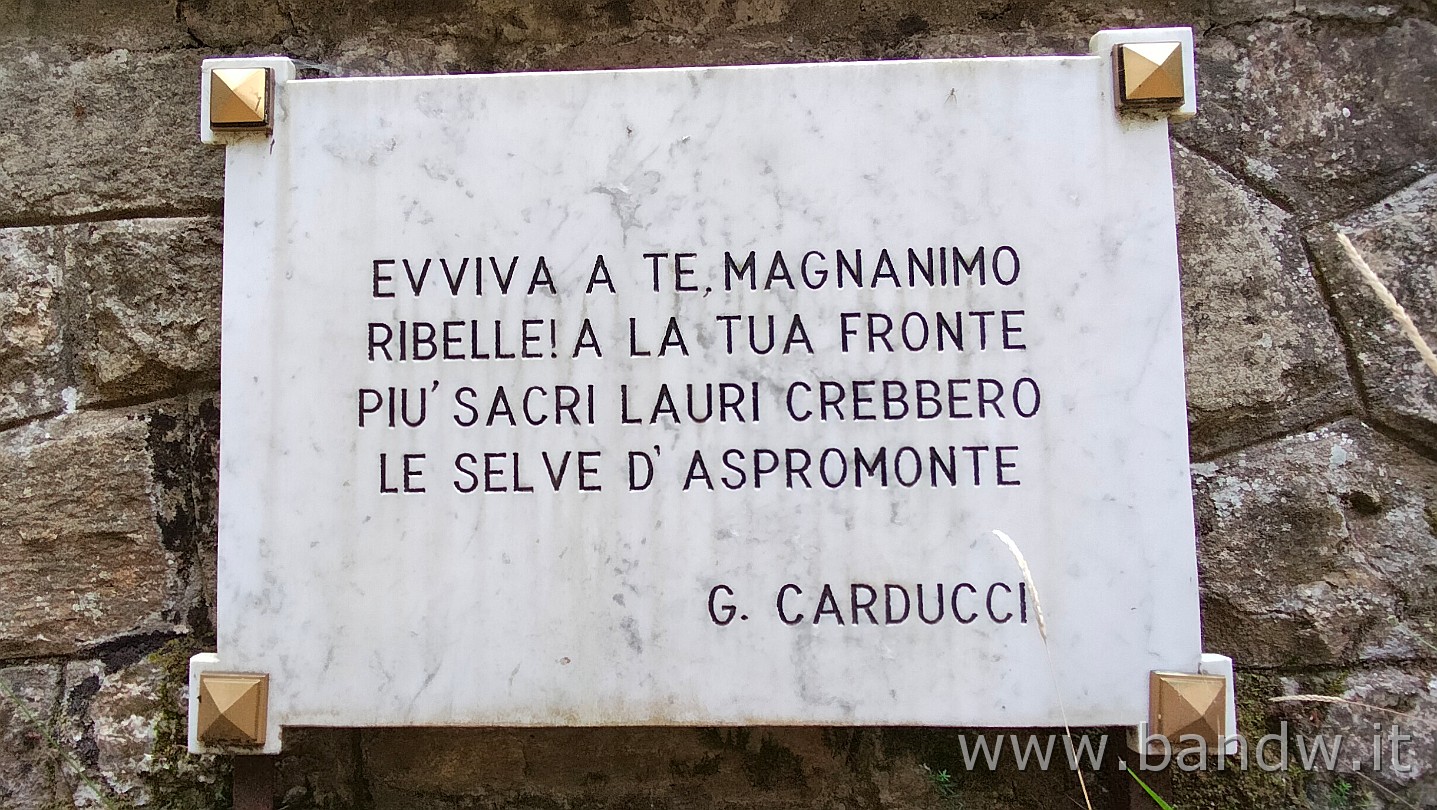 EVVIVA A TE, MAGNANIMO
RIBELLE! A LA TUA FRONTE
PIU' SACRI LAURI CREBBERO
LE SELVE D' ASPROMONTE
G. CARDUCCI
www.bandw.it